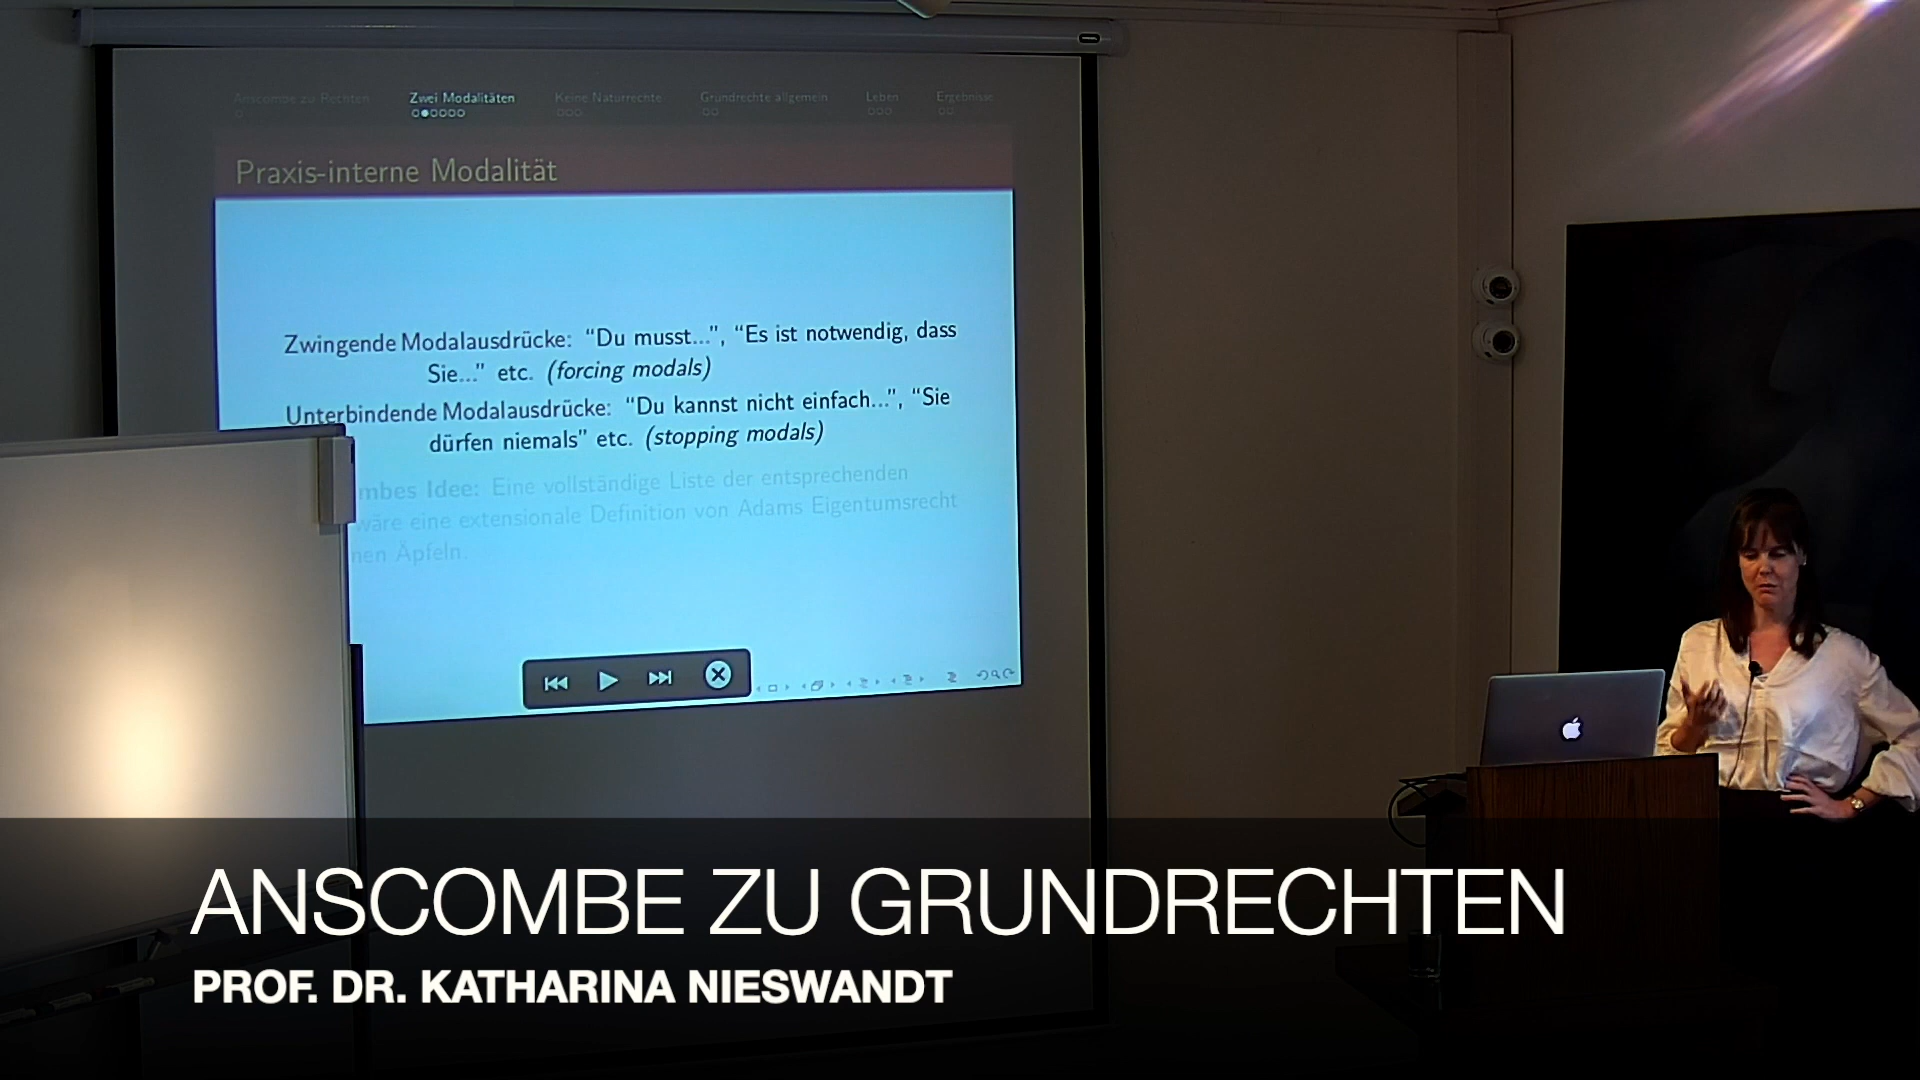 Anscombe zu Rechten Zwei Modalitäten Keine Naturrechte Grundrechte allgemein Leben Ergebnisse
Praxis-interne Modalität
Zwingende Modalausdrücke: “Du musst...”, “Es ist notwendig, dass
Sie...” etc. (forcing modals)
Unterbindende Modalausdrücke: “Du kannst nicht einfach...”, “Sie
dürfen niemals” etc. (stopping modals)
mbes Idee: Eine vollständige Liste der entsprechenden
wäre eine extensionale Definition von Adams Eigentumsrecht
nen Äpfeln.
ANSCOMBE ZU GRUNDRECHTEN
PROF. DR. KATHARINA NIESWANDT